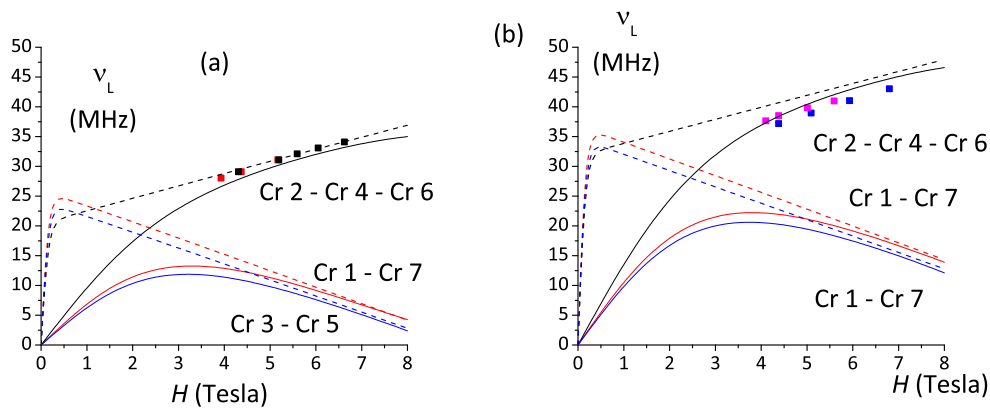 (a)
ν_L
(MHz)
50
45
40
35
30
25
20
15
10
5
0
Cr 2 - Cr 4 - Cr 6
Cr 1 - Cr 7
Cr 3 - Cr 5
0 1 2 3 4 5 6 7 8
H (Tesla)
(b)
ν_L
(MHz)
50
45
40
35
30
25
20
15
10
5
0
Cr 2 - Cr 4 - Cr 6
Cr 1 - Cr 7
Cr 1 - Cr 7
0 1 2 3 4 5 6 7 8
H (Tesla)